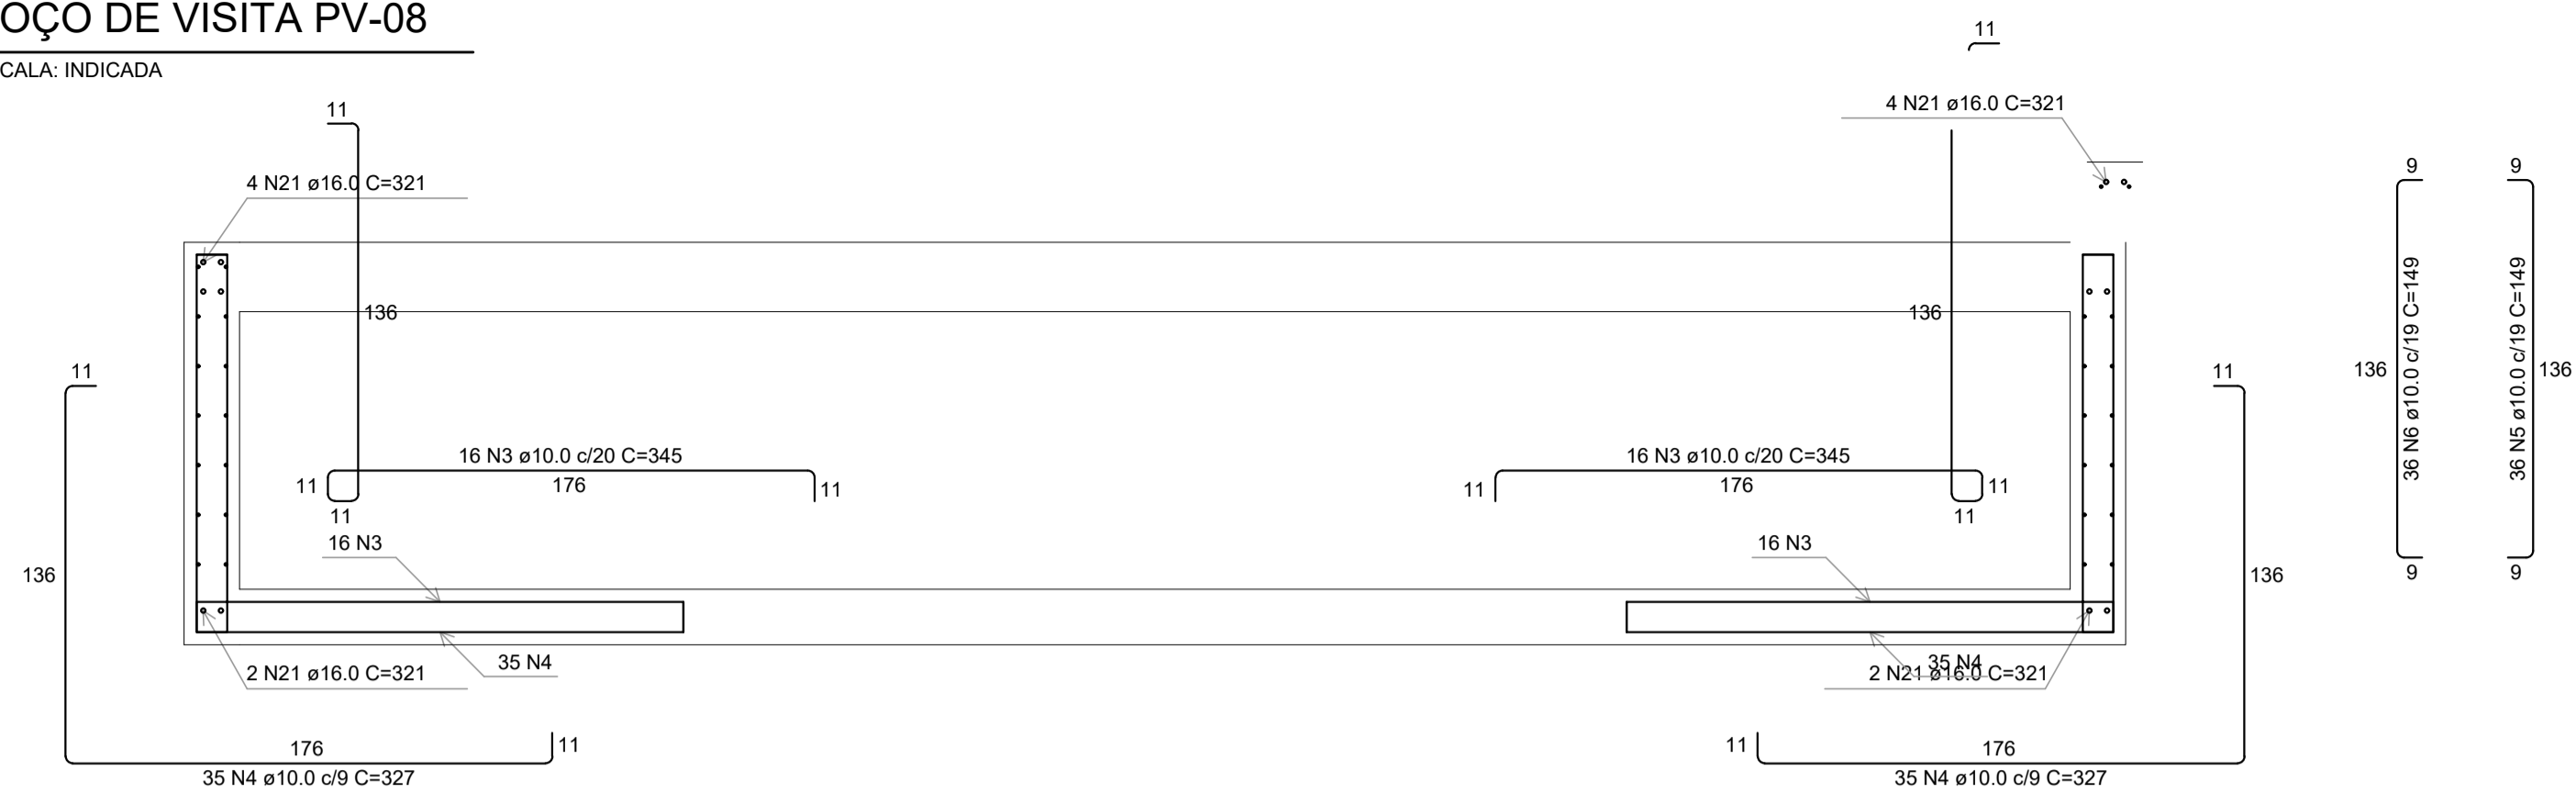 OÇO DE VISITA PV-08
CALA: INDICADA
11
11
4 N21 ø16.0 C=321
4 N21 ø16.0 C=321
9
9
136
136
36 N6 ø10.0 c/19 C=149
36 N5 ø10.0 c/19 C=149
136
136
11
11
16 N3 ø10.0 c/20 C=345
176
11
11
11
16 N3 ø10.0 c/20 C=345
176
11
11
11
16 N3
16 N3
136
136
9
9
35 N4
35 N4
2 N21 ø16.0 C=321
2 N21 ø16.0 C=321
176
11
35 N4 ø10.0 c/9 C=327
11
176
35 N4 ø10.0 c/9 C=327